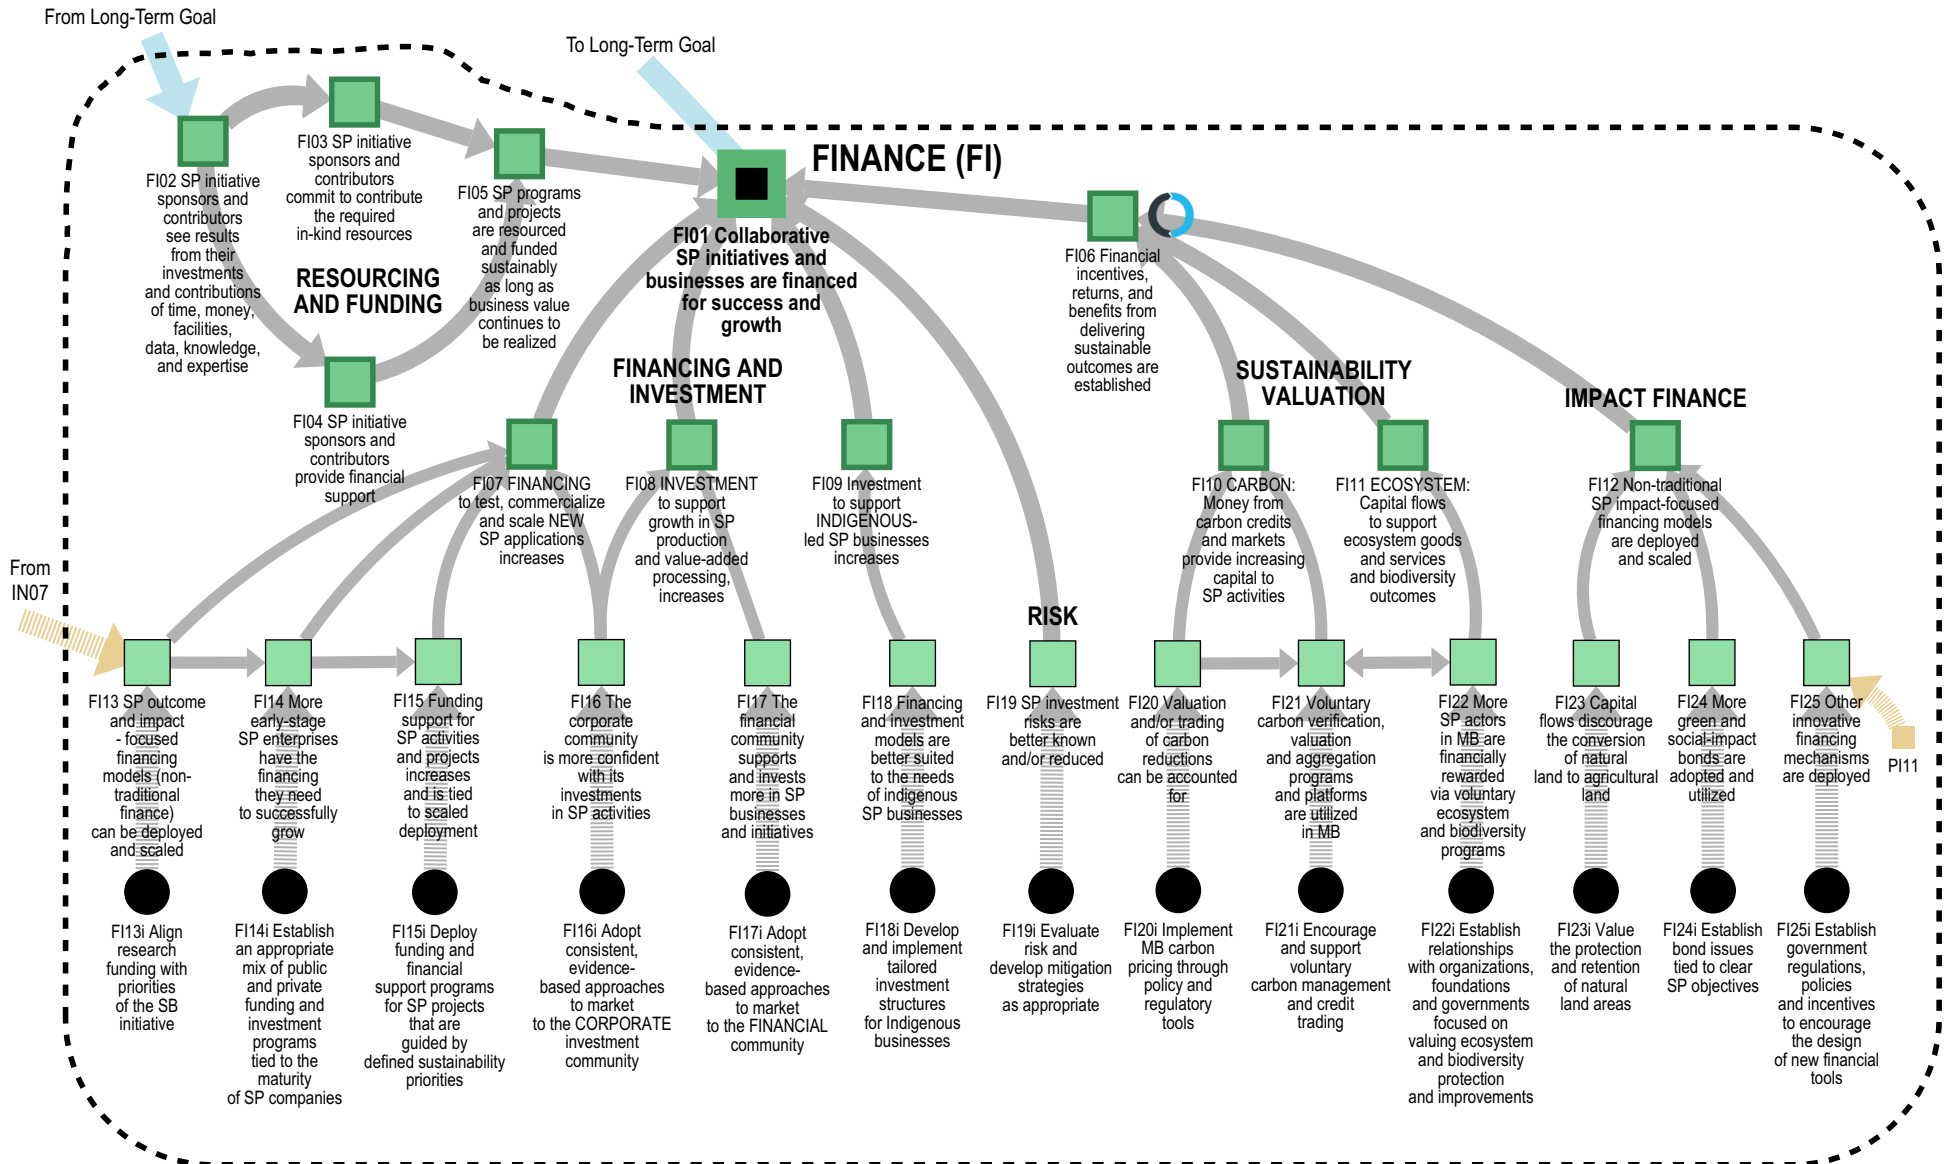 From Long-Term Goal
To Long-Term Goal
FINANCE (FI)
FI02 SP initiative
sponsors and
contributors
see results
from their
investments
and contributions
of time, money,
facilities,
data, knowledge,
and expertise
FI03 SP initiative
sponsors and
contributors
commit to contribute
the required
in-kind resources
RESOURCING
AND FUNDING
FI05 SP programs
and projects
are resourced
and funded
sustainably
as long as
business value
continues to
be realized
FI01 Collaborative
SP initiatives and
businesses are financed
for success and
growth
FI06 Financial
incentives,
returns, and
benefits from
delivering
sustainable
outcomes are
established
FI04 SP initiative
sponsors and
contributors
provide financial
support
FINANCING AND
INVESTMENT
SUSTAINABILITY
VALUATION
IMPACT FINANCE
FI07 FINANCING
to test, commercialize
and scale NEW
SP applications
increases
FI08 INVESTMENT
to support
growth in SP
production
and value-added
processing,
increases
FI09 Investment
to support
INDIGENOUS-
led SP businesses
increases
FI10 CARBON:
Money from
carbon credits
and markets
provide increasing
capital to
SP activities
FI11 ECOSYSTEM:
Capital flows
to support
ecosystem goods
and services
and biodiversity
outcomes
FI12 Non-traditional
SP impact-focused
financing models
are deployed
and scaled
From
IN07
RISK
FI13 SP outcome
and impact
- focused
financing
models (non-
traditional
finance)
can be deployed
and scaled
FI14 More
early-stage
SP enterprises
have the
financing
they need
to successfully
grow
FI15 Funding
support for
SP activities
and projects
increases
and is tied
to scaled
deployment
FI16 The
corporate
community
is more confident
with its
investments
in SP activities
FI17 The
financial
community
supports
and invests
more in SP
businesses
and initiatives
FI18 Financing
and investment
models are
better suited
to the needs
of indigenous
SP businesses
FI19 SP investment
risks are
better known
and/or reduced
FI20 Valuation
and/or trading
of carbon
reductions
can be accounted
for
FI21 Voluntary
carbon verification,
valuation
and aggregation
programs
and platforms
are utilized
in MB
FI22 More
SP actors
in MB are
financially
rewarded
via voluntary
ecosystem
and biodiversity
programs
FI23 Capital
flows discourage
the conversion
of natural
land to agricultural
land
FI24 More
green and
social-impact
bonds are
adopted and
utilized
FI25 Other
innovative
financing
mechanisms
are deployed
PI11
FI13i Align
research
funding with
priorities
of the SB
initiative
FI14i Establish
an appropriate
mix of public
and private
funding and
investment
programs
tied to the
maturity
of SP companies
FI15i Deploy
funding and
financial
support programs
for SP projects
that are
guided by
defined sustainability
priorities
FI16i Adopt
consistent,
evidence-
based approaches
to market
to the CORPORATE
investment
community
FI17i Adopt
consistent,
evidence-
based approaches
to market
to the FINANCIAL
community
FI18i Develop
and implement
tailored
investment
structures
for Indigenous
businesses
FI19i Evaluate
risk and
develop mitigation
strategies
as appropriate
FI20i Implement
MB carbon
pricing through
policy and
regulatory
tools
FI21i Encourage
and support
voluntary
carbon management
and credit
trading
FI22i Establish
relationships
with organizations,
foundations
and governments
focused on
valuing ecosystem
and biodiversity
protection
and improvements
FI23i Value
the protection
and retention
of natural
land areas
FI24i Establish
bond issues
tied to clear
SP objectives
FI25i Establish
government
regulations,
policies
and incentives
to encourage
the design
of new financial
tools